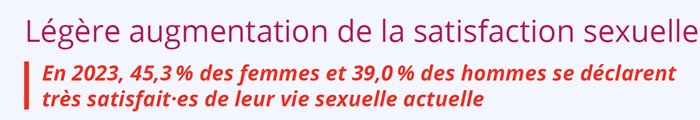 Légère augmentation de la satisfaction sexuelle
En 2023, 45,3 % des femmes et 39,0 % des hommes se déclarent
très satisfait·es de leur vie sexuelle actuelle